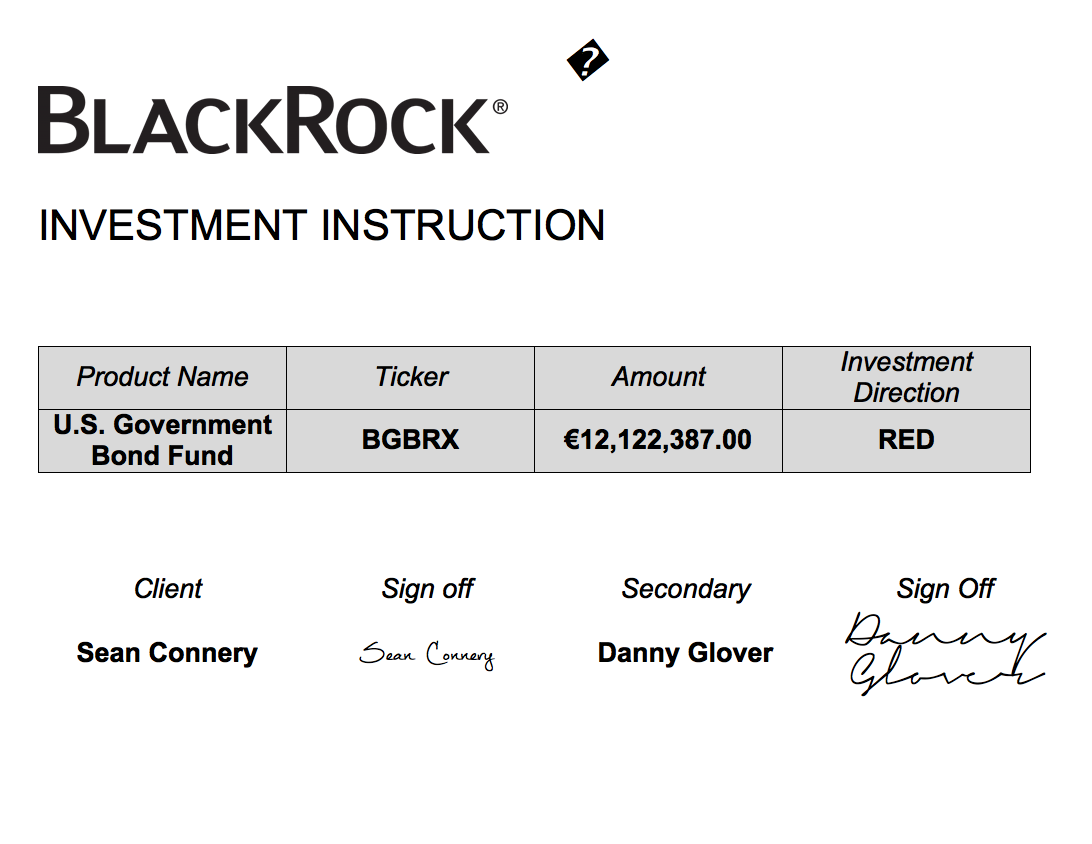 �
BLACKROCK®
INVESTMENT INSTRUCTION
Product Name Ticker Amount Investment Direction
U.S. Government Bond Fund BGBRX €12,122,387.00 RED
Client Sign off Secondary Sign Off
Sean Connery Sean Connery Danny Glover Danny Glover